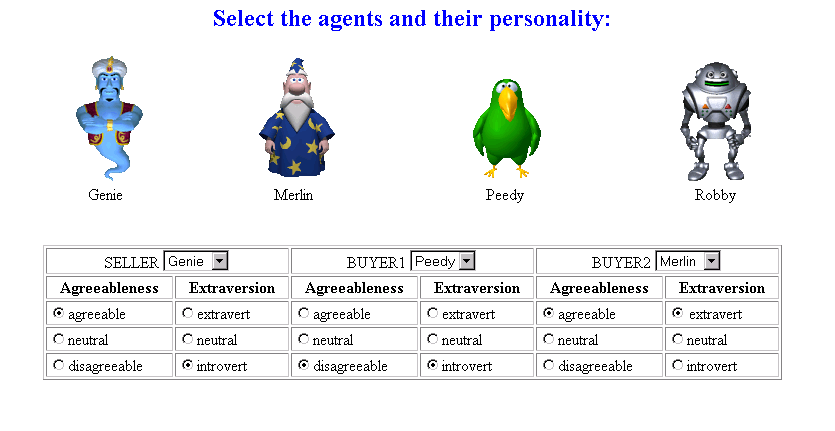 Select the agents and their personality:
Genie Merlin Peedy Robby
SELLER Genie BUYER1 Peedy BUYER2 Merlin
Agreeableness Extraversion Agreeableness Extraversion Agreeableness Extraversion
agreeable extravert agreeable extravert agreeable extravert
neutral neutral neutral neutral neutral neutral
disagreeable introvert disagreeable introvert disagreeable introvert